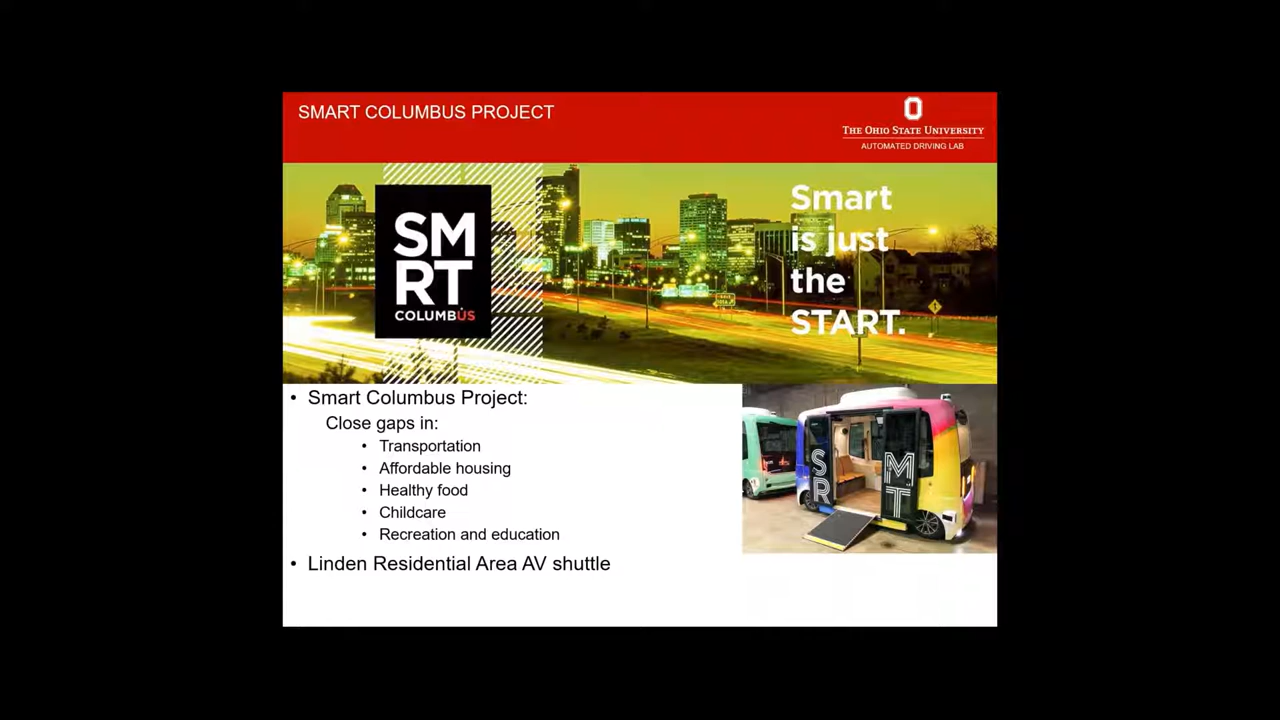 SMART COLUMBUS PROJECT
O
THE OHIO STATE UNIVERSITY
AUTOMATED DRIVING LAB
SM
RT
COLUMBUS
Smart
is just
the
START.
• Smart Columbus Project:
Close gaps in:
• Transportation
• Affordable housing
• Healthy food
• Childcare
• Recreation and education
• Linden Residential Area AV shuttle
S
R
M
T